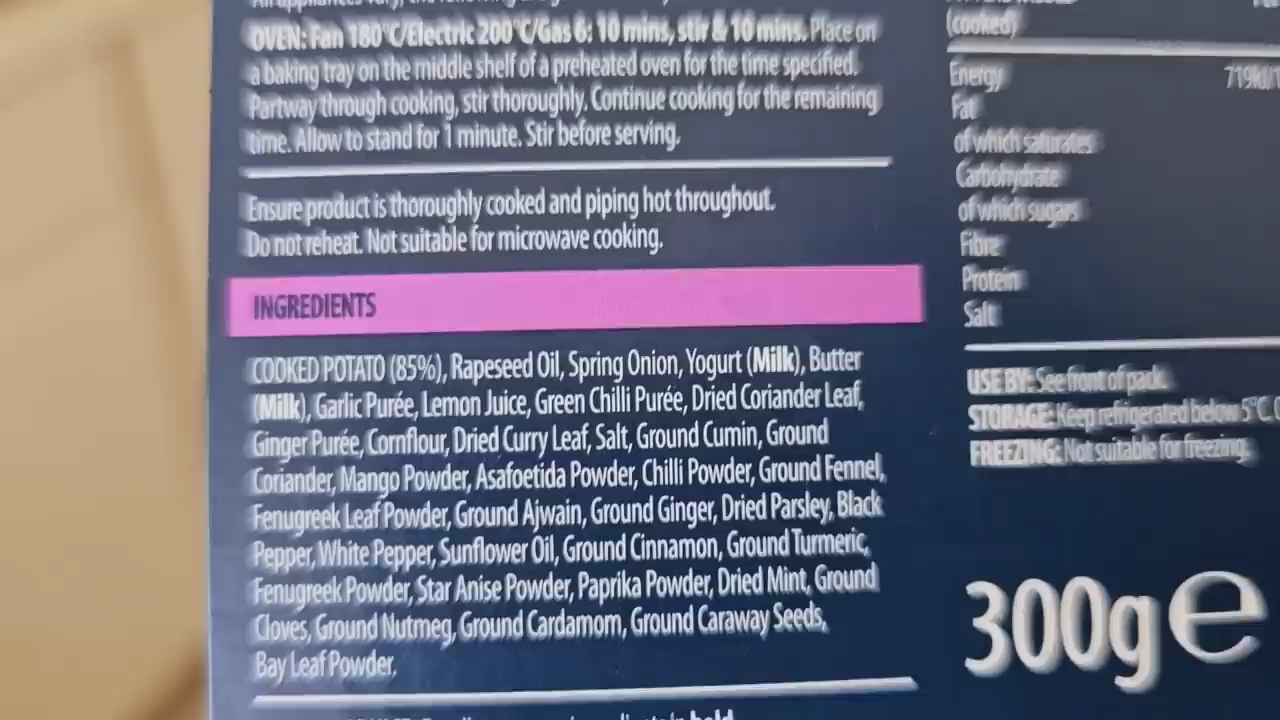 OVEN: Fan 180°C/Electric 200°C/Gas 6: 10 mins, stir & 10 mins. Place on
a baking tray on the middle shelf of a preheated oven for the time specified.
Partway through cooking, stir thoroughly. Continue cooking for the remaining
time. Allow to stand for 1 minute. Stir before serving.
Ensure product is thoroughly cooked and piping hot throughout.
Do not reheat. Not suitable for microwave cooking.
INGREDIENTS
COOKED POTATO (85%), Rapeseed Oil, Spring Onion, Yogurt (Milk), Butter
(Milk), Garlic Purée, Lemon Juice, Green Chilli Purée, Dried Coriander Leaf,
Ginger Purée, Cornflour, Dried Curry Leaf, Salt, Ground Cumin, Ground
Coriander, Mango Powder, Asafoetida Powder, Chilli Powder, Ground Fennel,
Fenugreek Leaf Powder, Ground Ajwain, Ground Ginger, Dried Parsley, Black
Pepper, White Pepper, Sunflower Oil, Ground Cinnamon, Ground Turmeric,
Fenugreek Powder, Star Anise Powder, Paprika Powder, Dried Mint, Ground
Cloves, Ground Nutmeg, Ground Cardamom, Ground Caraway Seeds,
Bay Leaf Powder,
bold
(cooked)
Energy 719kJ/1
Fat
of which saturates
Carbohydrate
of which sugars
Fibre
Protein
Salt
USE BY: See front of pack.
STORAGE: Keep refrigerated below 5°C
FREEZING: Not suitable for freezing.
300g e